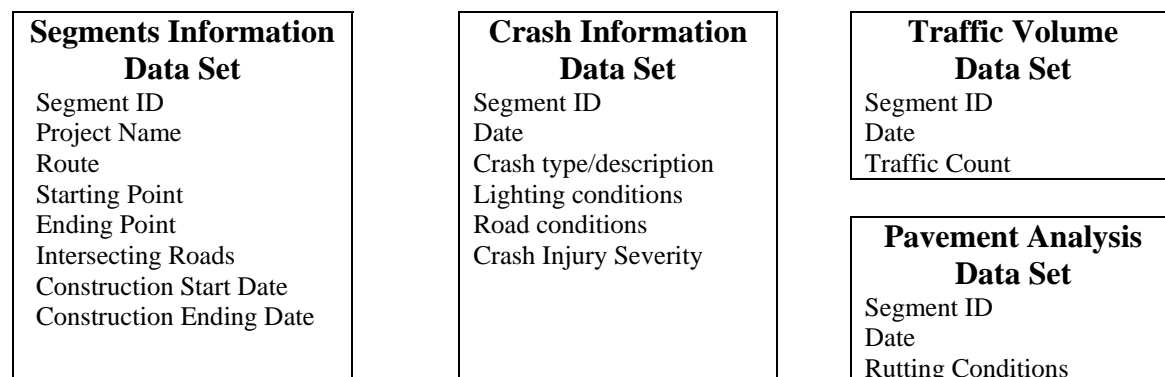 Segments Information
Data Set
Segment ID
Project Name
Route
Starting Point
Ending Point
Intersecting Roads
Construction Start Date
Construction Ending Date
Crash Information
Data Set
Segment ID
Date
Crash type/description
Lighting conditions
Road conditions
Crash Injury Severity
Traffic Volume
Data Set
Segment ID
Date
Traffic Count
Pavement Analysis
Data Set
Segment ID
Date
Rutting Conditions